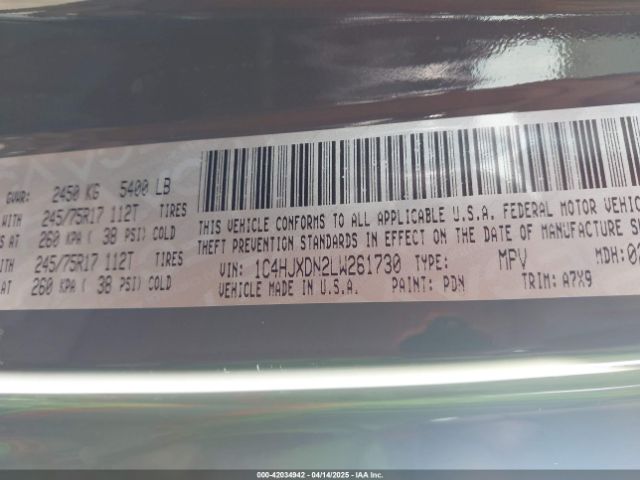 GVWR: 2450 KG 5400 LB
WITH 245/75R17 112T TIRES
AT 260 KPA ( 38 PSI) COLD
WITH 245/75R17 112T TIRES
AT 260 KPA ( 38 PSI) COLD
THIS VEHICLE CONFORMS TO ALL APPLICABLE U.S.A. FEDERAL MOTOR
THEFT PREVENTION STANDARDS IN EFFECT ON THE DATE OF MANUFACTURE
VIN: 1C4HJXDN2LW261730 TYPE: MPV MDH: 02
VEHICLE MADE IN U.S.A. PAINT: PDN TRIM: A7X9
000-42034942 - 04/14/2025 - IAA Inc.